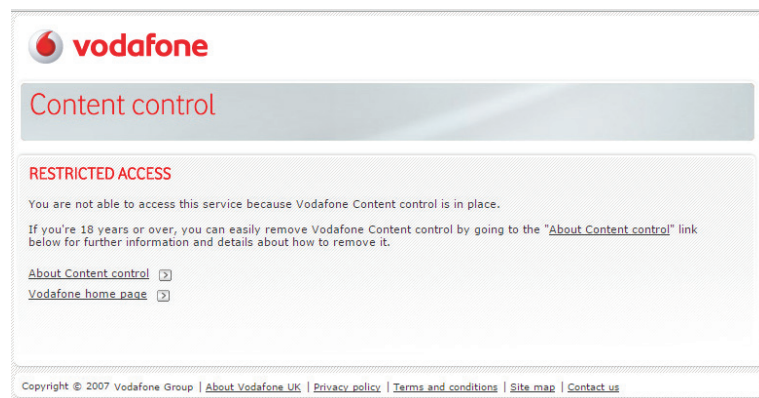 vodafone
Content control
RESTRICTED ACCESS
You are not able to access this service because Vodafone Content control is in place.
If you're 18 years or over, you can easily remove Vodafone Content control by going to the "About Content control" link
below for further information and details about how to remove it.
About Content control
Vodafone home page
Copyright © 2007 Vodafone Group | About Vodafone UK | Privacy policy | Terms and conditions | Site map | Contact us